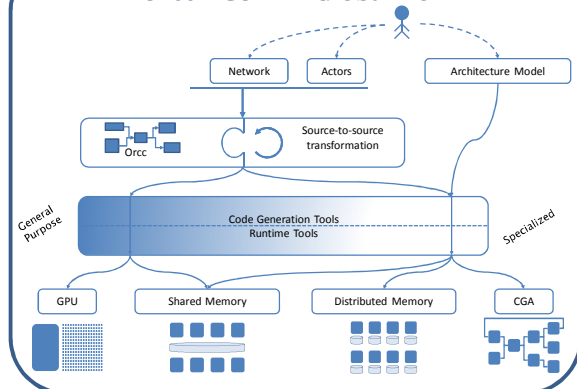 Network
Actors
Architecture Model
Orcc
Source-to-source
transformation
General
Purpose
Code Generation Tools
Runtime Tools
Specialized
GPU
Shared Memory
Distributed Memory
CGA